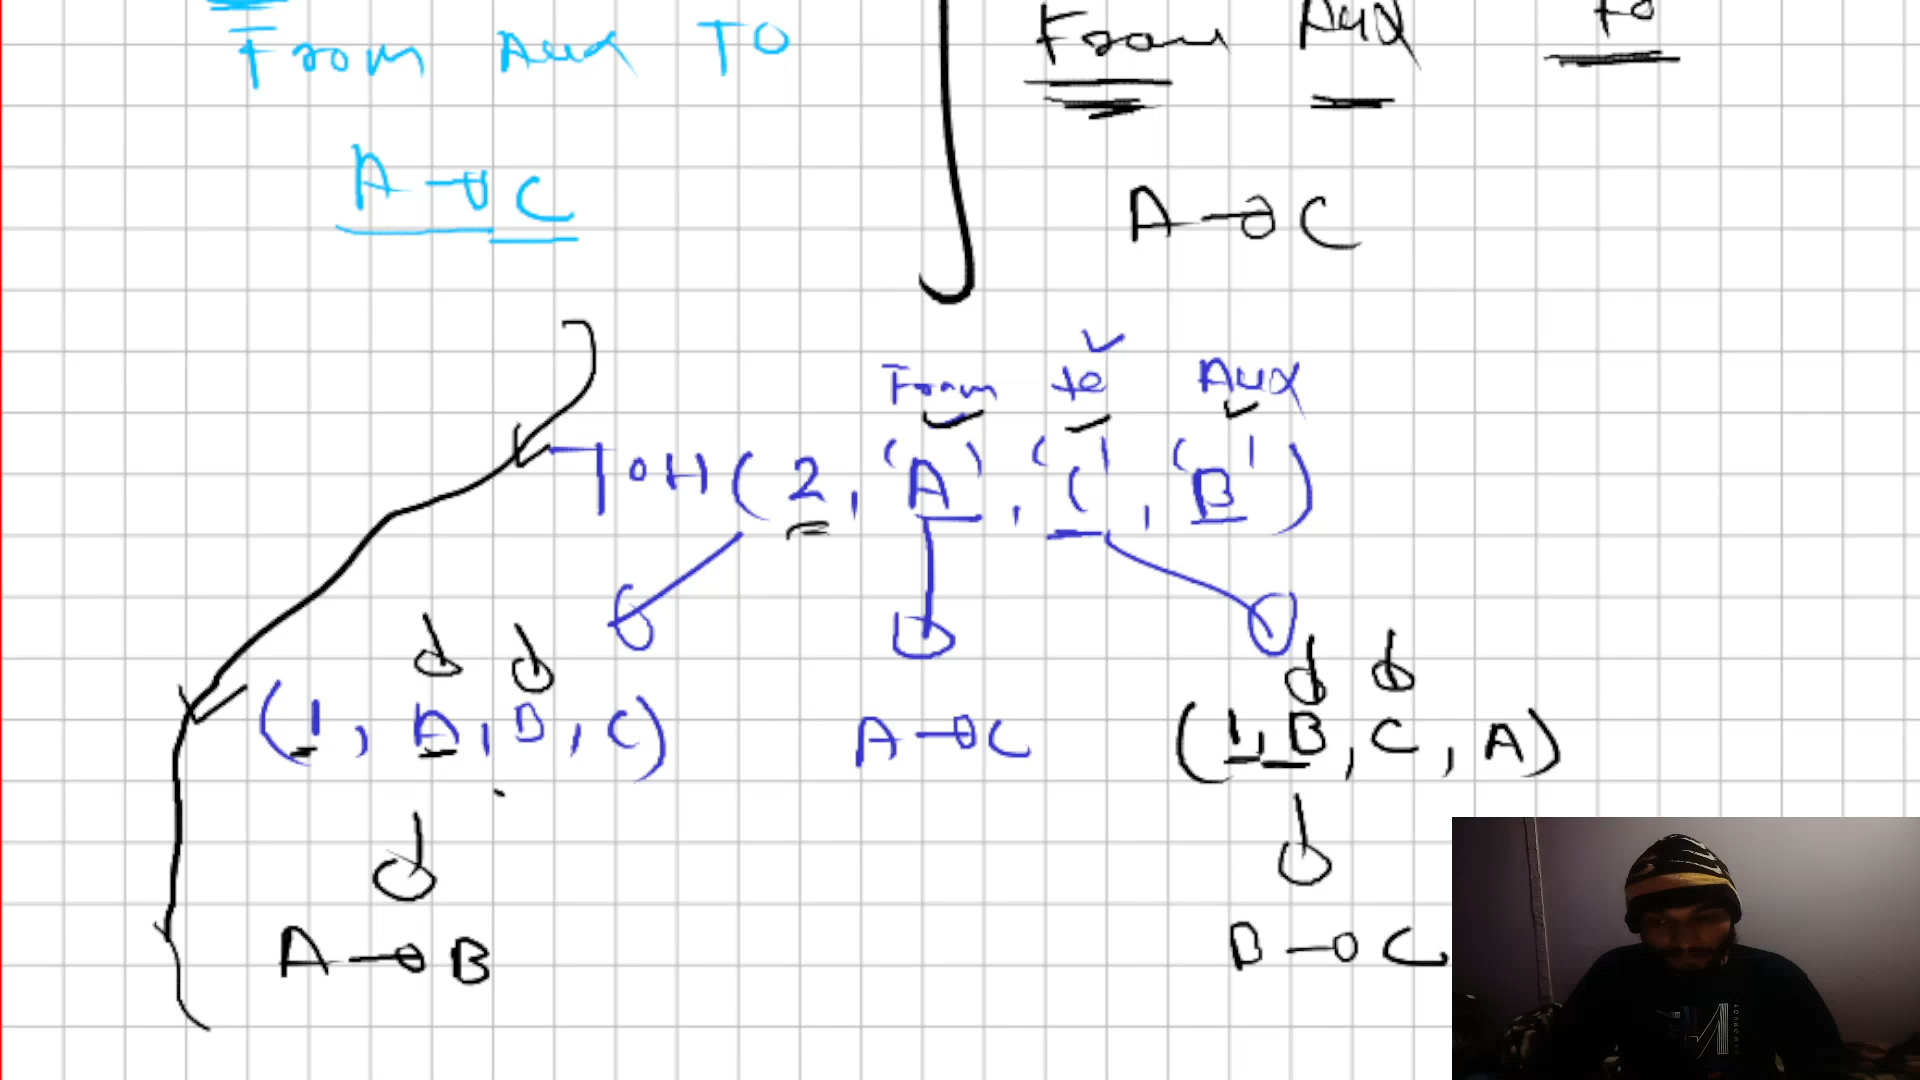 From Aux TO
From Aux to
A → C
A → C
From to Aux
TOH(2, 'A', 'C', 'B')
(1, A, B, C)
A → C
(1, B, C, A)
A → B
B → C